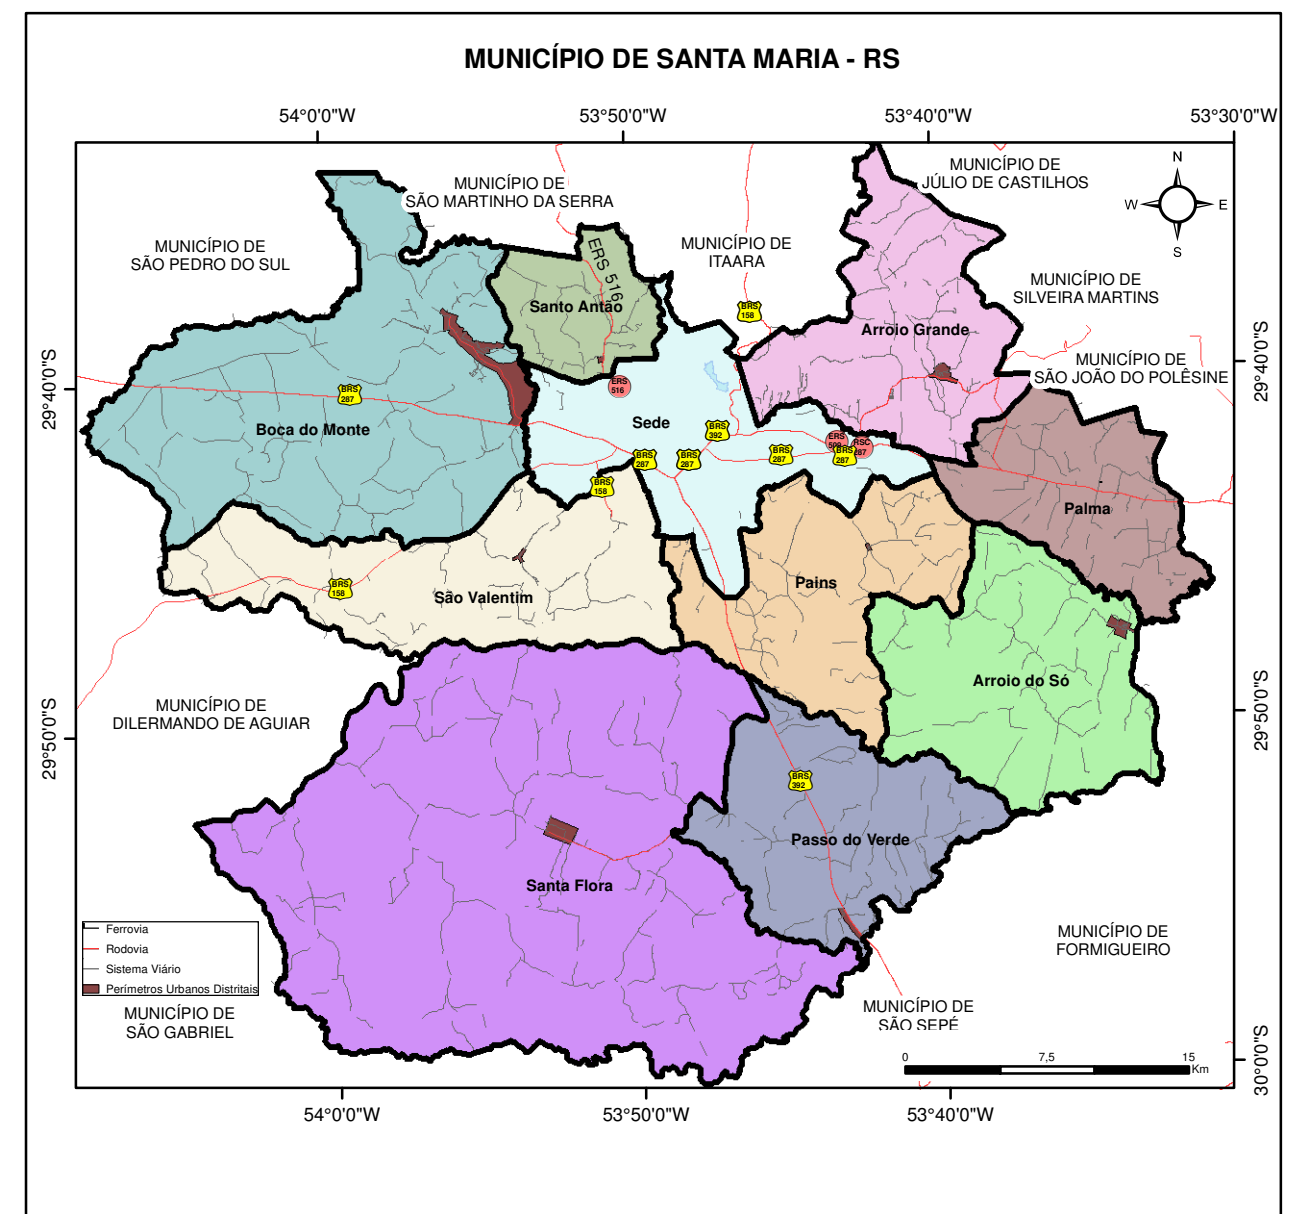 MUNICÍPIO DE SANTA MARIA - RS
54°0'0"W
53°50'0"W
53°40'0"W
53°30'0"W
MUNICÍPIO DE
JÚLIO DE CASTILHOS
MUNICÍPIO DE
SÃO MARTINHO DA SERRA
N
W
E
S
MUNICÍPIO DE
SÃO PEDRO DO SUL
MUNICÍPIO DE
ITAARA
ERS 516
MUNICÍPIO DE
SILVEIRA MARTINS
Santo Antão
BRS
158
Arroio Grande
29°40'0"S
29°40'0"S
MUNICÍPIO DE
SÃO JOÃO DO POLÊSINE
ERS
516
BRS
287
Boca do Monte
Sede
BRS
392
ERS
509
RSC
287
BRS
287
BRS
287
BRS
287
BRS
287
BRS
158
Palma
BRS
158
São Valentim
Pains
Arroio do Só
MUNICÍPIO DE
DILERMANDO DE AGUIAR
29°50'0"S
29°50'0"S
BRS
392
Passo do Verde
Santa Flora
Ferrovia
Rodovia
Sistema Viário
Perímetros Urbanos Distritais
MUNICÍPIO DE
FORMIGUEIRO
MUNICÍPIO DE
SÃO GABRIEL
MUNICÍPIO DE
SÃO SEPÉ
0
7,5
15
Km
30°0'0"S
54°0'0"W
53°50'0"W
53°40'0"W